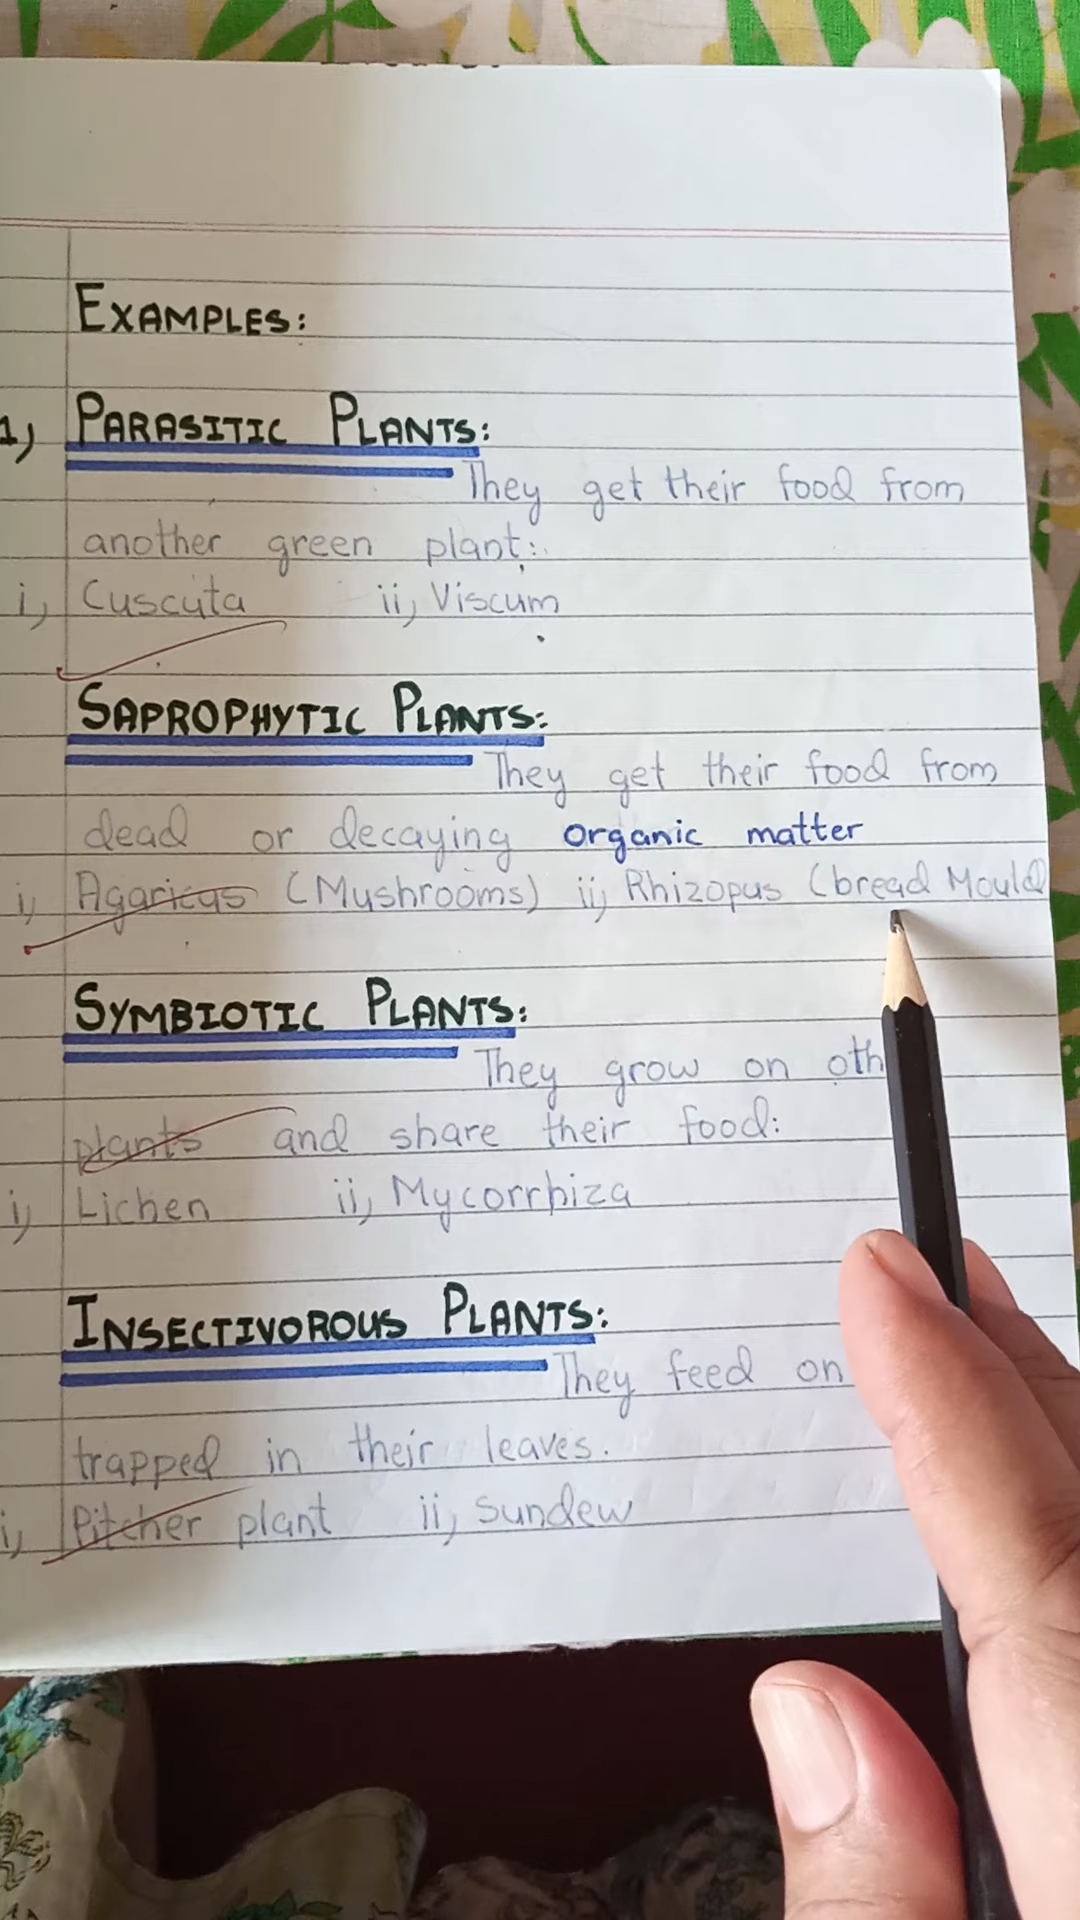 EXAMPLES:
1) PARASITIC PLANTS:
They get their food from
another green plant:
i) Cuscuta ii) Viscum
SAPROPHYTIC PLANTS:
They get their food from
dead or decaying organic matter
i) Agaricus (Mushrooms) ii) Rhizopus (bread Mould
SYMBIOTIC PLANTS:
They grow on oth
plants and share their food:
i) Lichen ii) Mycorrhiza
INSECTIVOROUS PLANTS:
They feed on
trapped in their leaves.
i) Pitcher plant ii) Sundew